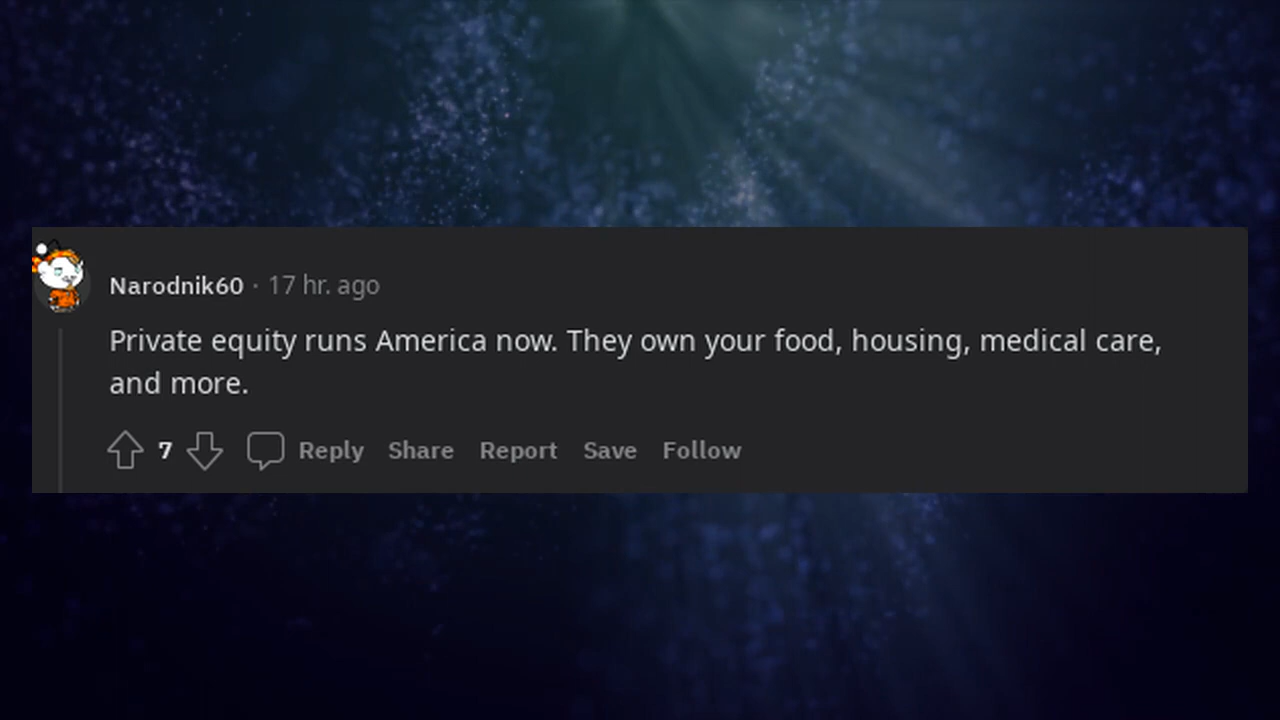 Narodnik60 · 17 hr. ago
Private equity runs America now. They own your food, housing, medical care,
and more.
7 Reply Share Report Save Follow